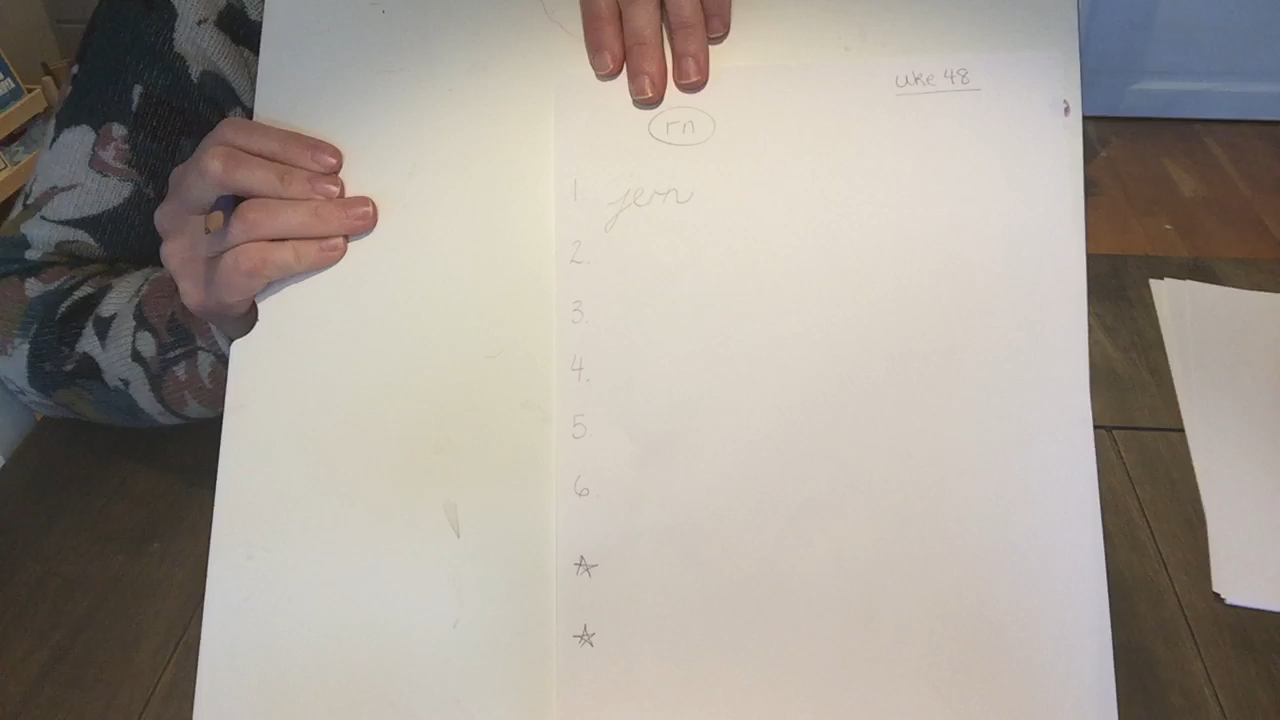 uke 48
rn
1. jern
2.
3.
4.
5.
6.
☆
☆